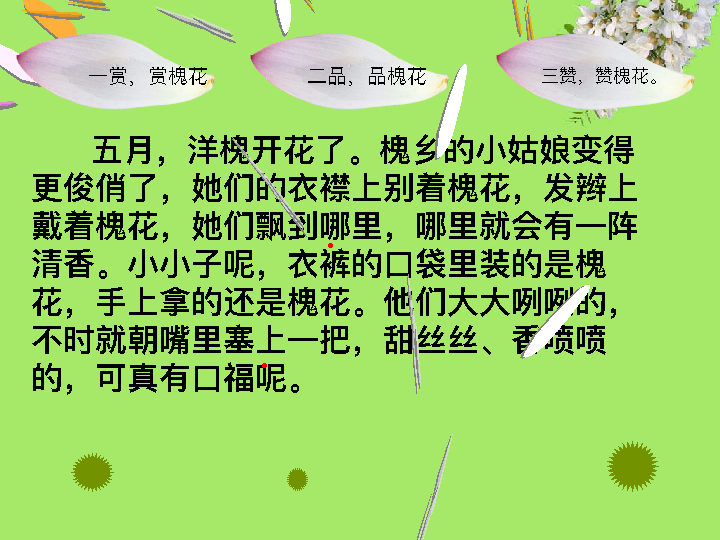 一赏，赏槐花
二品，品槐花
三赞，赞槐花。
五月，洋槐开花了。槐乡的小姑娘变得
更俊俏了，她们的衣襟上别着槐花，发辫上
戴着槐花，她们飘到哪里，哪里就会有一阵
清香。小小子呢，衣裤的口袋里装的是槐
花，手上拿的还是槐花。他们大大咧咧的，
不时就朝嘴里塞上一把，甜丝丝、香喷喷
的，可真有口福呢。